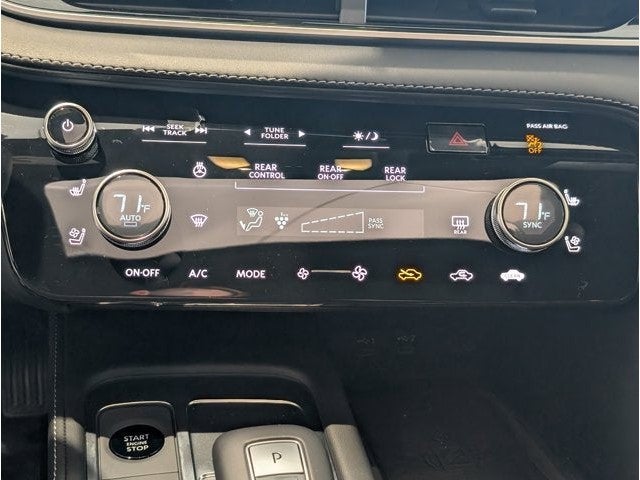 SEEK TRACK
TUNE FOLDER
PASS AIR BAG
OFF
REAR CONTROL
REAR ON-OFF
REAR LOCK
71°F
AUTO
PASS SYNC
REAR
71°F
SYNC
ON-OFF
A/C
MODE
START
ENGINE
STOP
P